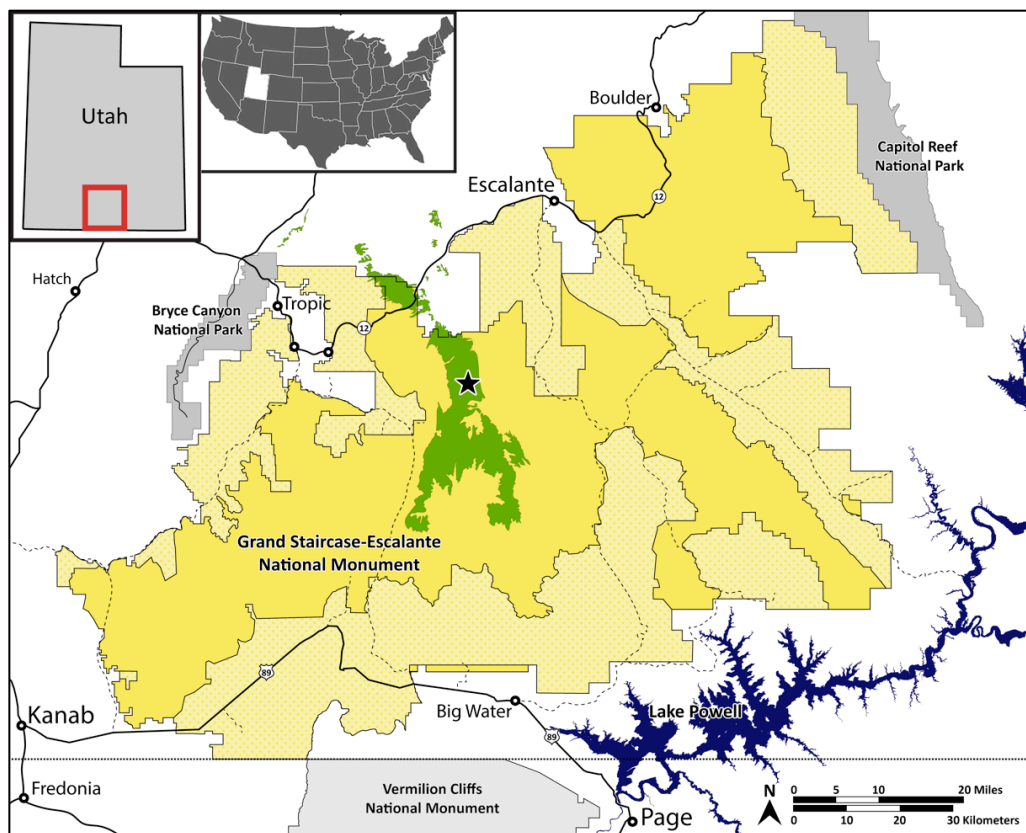 Utah
Boulder
Capitol Reef
National Park
Escalante
12
12
Hatch
Bryce Canyon
National Park
Tropic
Grand Staircase-Escalante
National Monument
89
Kanab
Big Water
Lake Powell
89
Fredonia
Vermilion Cliffs
National Monument
Page
N
0 5 10 20 Miles
0 10 20 30 Kilometers